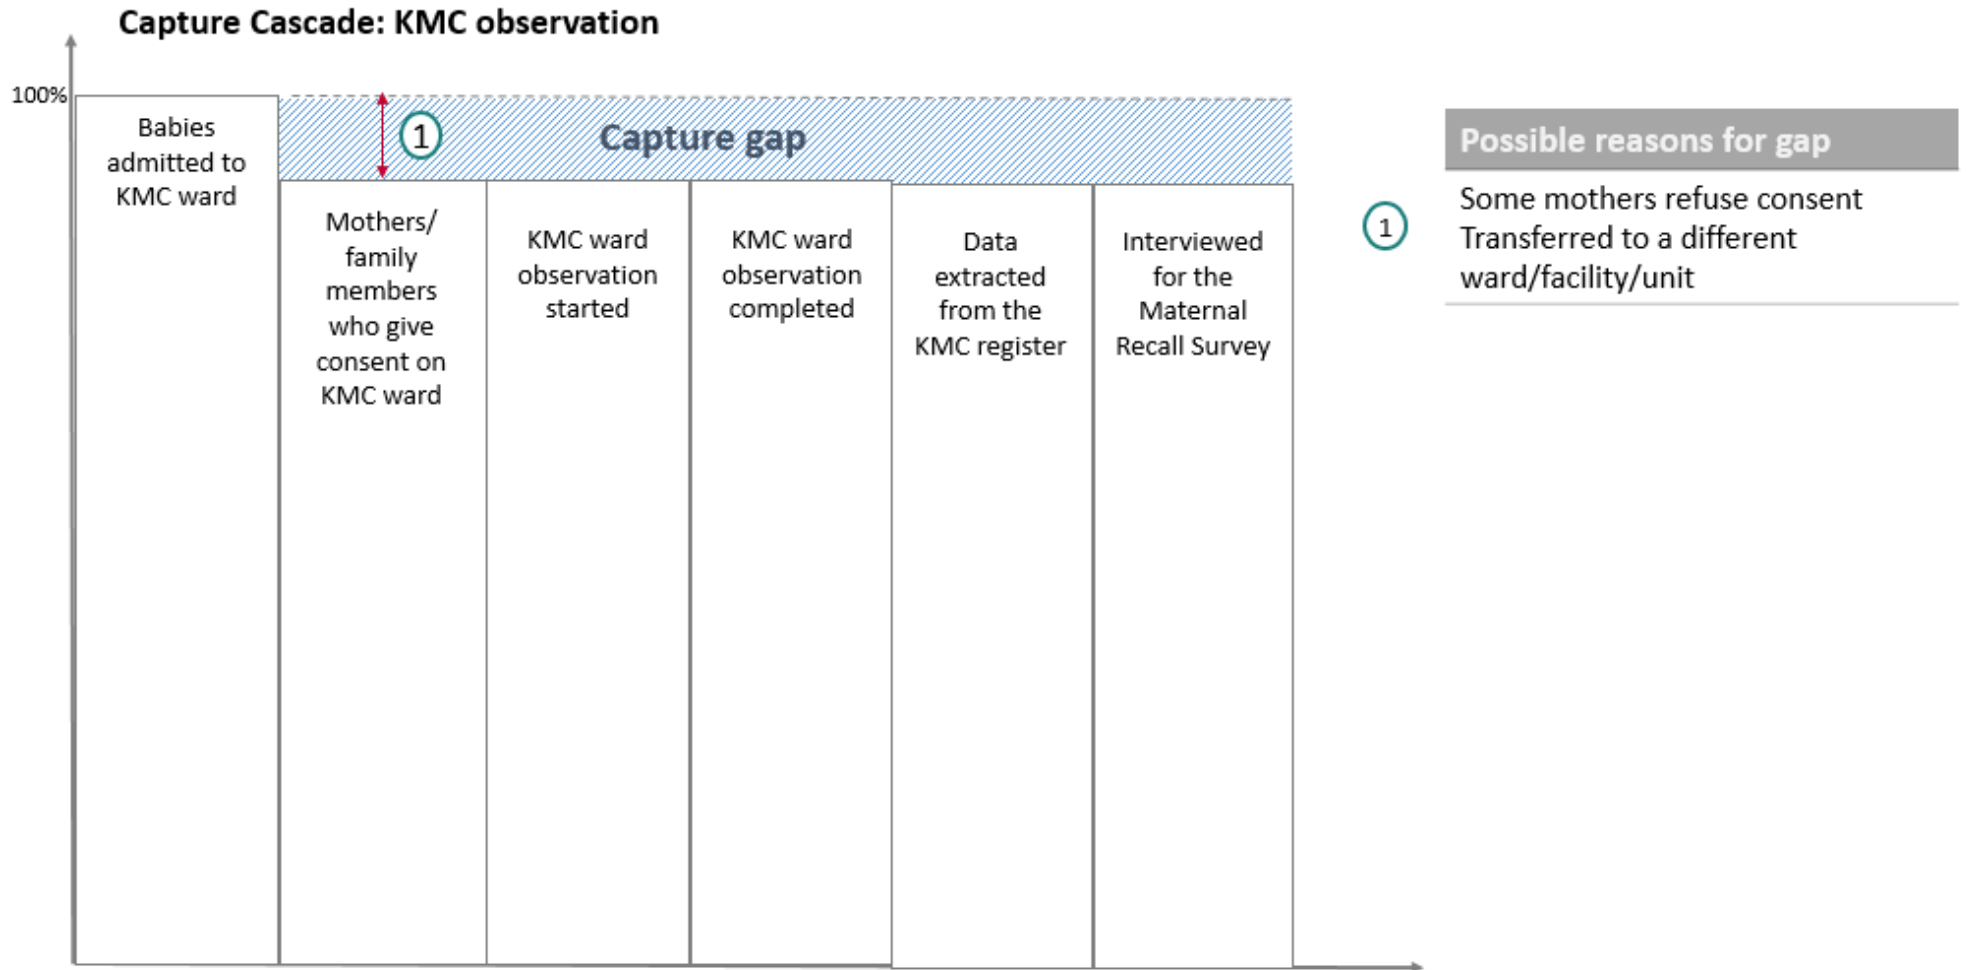 Capture Cascade: KMC observation
100%
Babies
admitted to
KMC ward
1
Capture gap
Mothers/
family
members
who give
consent on
KMC ward
KMC ward
observation
started
KMC ward
observation
completed
Data
extracted
from the
KMC register
Interviewed
for the
Maternal
Recall Survey
Possible reasons for gap
1
Some mothers refuse consent
Transferred to a different
ward/facility/unit